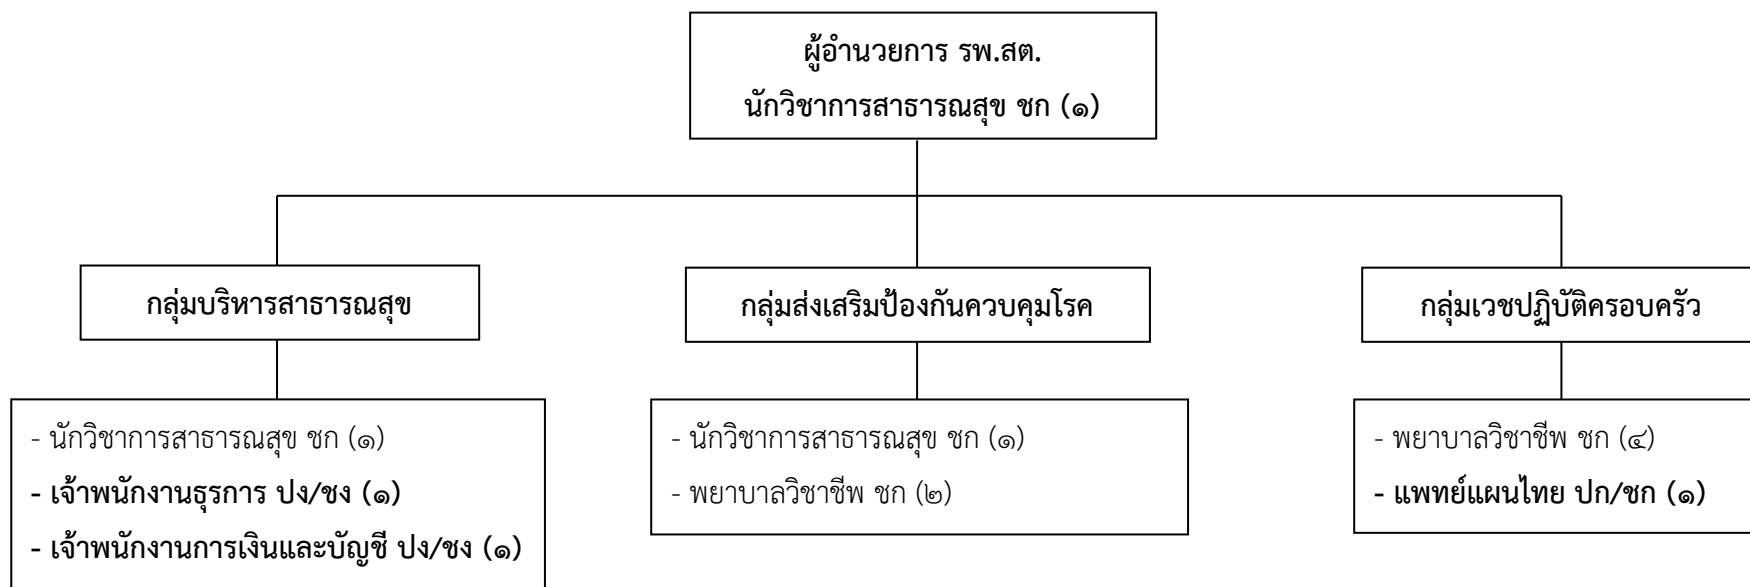 ผู้อำนวยการ รพ.สต.
นักวิชาการสาธารณสุข ชก (๑)
กลุ่มบริหารสาธารณสุข
กลุ่มส่งเสริมป้องกันควบคุมโรค
กลุ่มเวชปฏิบัติครอบครัว
- นักวิชาการสาธารณสุข ชก (๑)
- เจ้าพนักงานธุรการ ปง/ชง (๑)
- เจ้าพนักงานการเงินและบัญชี ปง/ชง (๑)
- นักวิชาการสาธารณสุข ชก (๑)
- พยาบาลวิชาชีพ ชก (๒)
- พยาบาลวิชาชีพ ชก (๔)
- แพทย์แผนไทย ปก/ชก (๑)